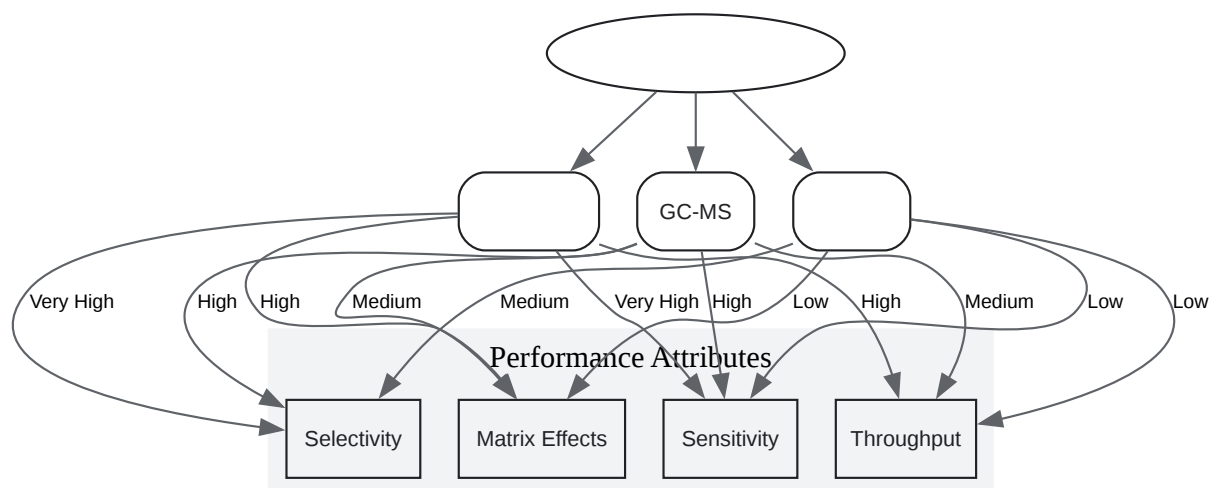 GC-MS
Very High
High
High
Medium
Medium
Very High
High
Low
High
Medium
Low
Low
Performance Attributes
Selectivity
Matrix Effects
Sensitivity
Throughput